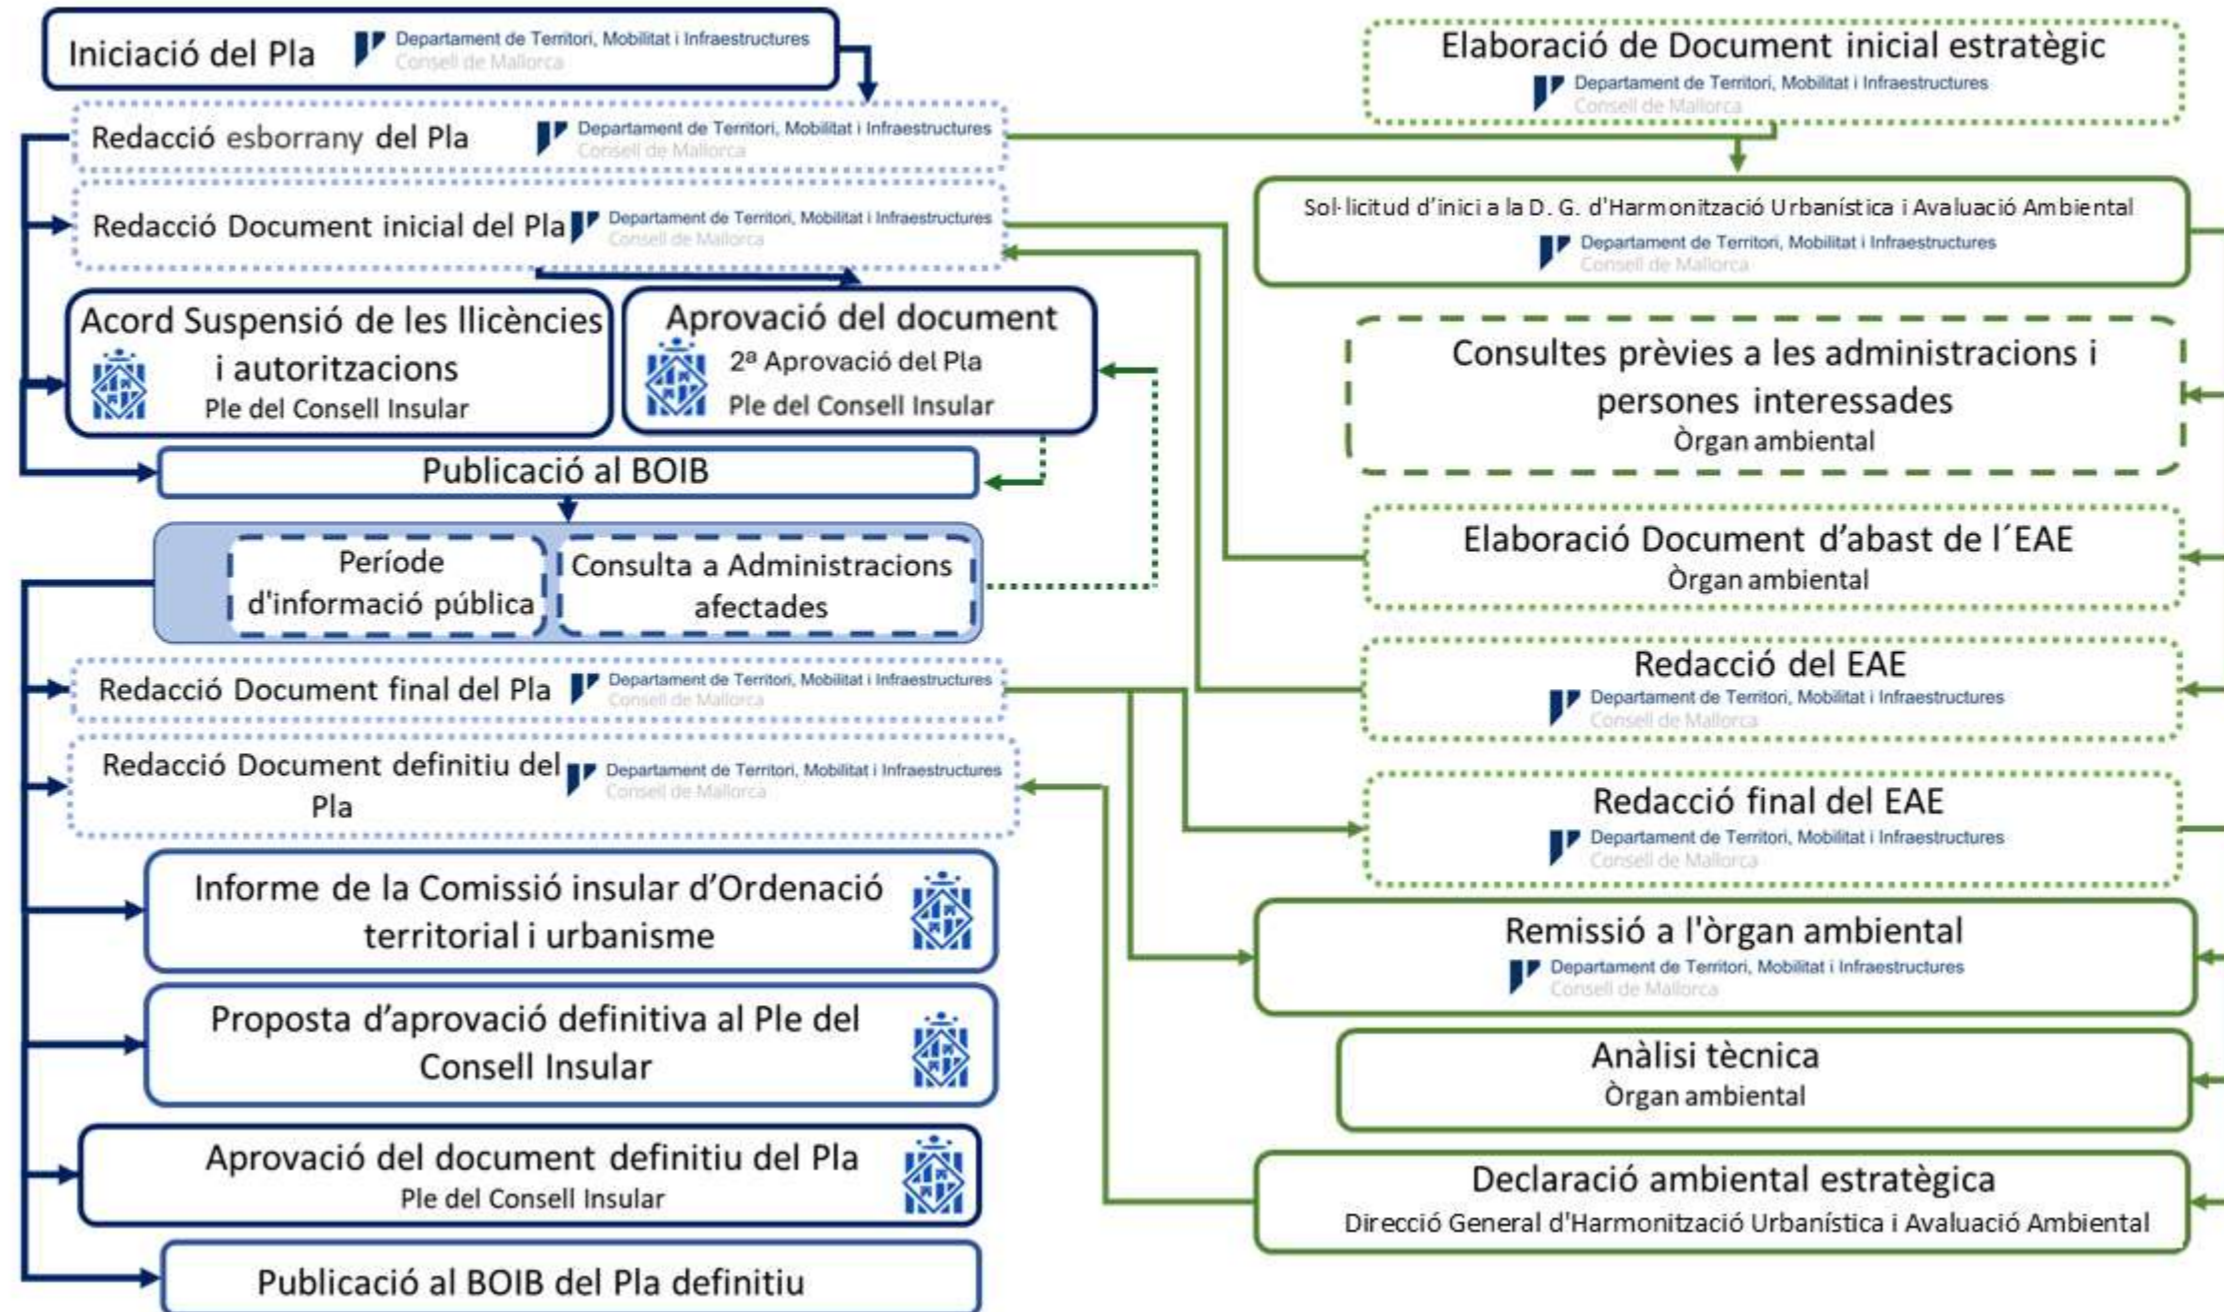 Iniciació del Pla
Departament de Territori, Mobilitat i Infraestructures
Consell de Mallorca
Redacció esborrany del Pla
Departament de Territori, Mobilitat i Infraestructures
Consell de Mallorca
Redacció Document inicial del Pla
Departament de Territori, Mobilitat i Infraestructures
Consell de Mallorca
Acord Suspensió de les llicències
i autoritzacions
Ple del Consell Insular
Aprovació del document
2ª Aprovació del Pla
Ple del Consell Insular
Publicació al BOIB
Període
d'informació pública
Consulta a Administracions
afectades
Redacció Document final del Pla
Departament de Territori, Mobilitat i Infraestructures
Consell de Mallorca
Redacció Document definitiu del
Pla
Departament de Territori, Mobilitat i Infraestructures
Consell de Mallorca
Informe de la Comissió insular d’Ordenació
territorial i urbanisme
Proposta d’aprovació definitiva al Ple del
Consell Insular
Aprovació del document definitiu del Pla
Ple del Consell Insular
Publicació al BOIB del Pla definitiu
Elaboració de Document inicial estratègic
Departament de Territori, Mobilitat i Infraestructures
Consell de Mallorca
Sol·licitud d’inici a la D. G. d'Harmonització Urbanística i Avaluació Ambiental
Departament de Territori, Mobilitat i Infraestructures
Consell de Mallorca
Consultes prèvies a les administracions i
persones interessades
Òrgan ambiental
Elaboració Document d’abast de l´EAE
Òrgan ambiental
Redacció del EAE
Departament de Territori, Mobilitat i Infraestructures
Consell de Mallorca
Redacció final del EAE
Departament de Territori, Mobilitat i Infraestructures
Consell de Mallorca
Remissió a l'òrgan ambiental
Departament de Territori, Mobilitat i Infraestructures
Consell de Mallorca
Anàlisi tècnica
Òrgan ambiental
Declaració ambiental estratègica
Direcció General d'Harmonització Urbanística i Avaluació Ambiental